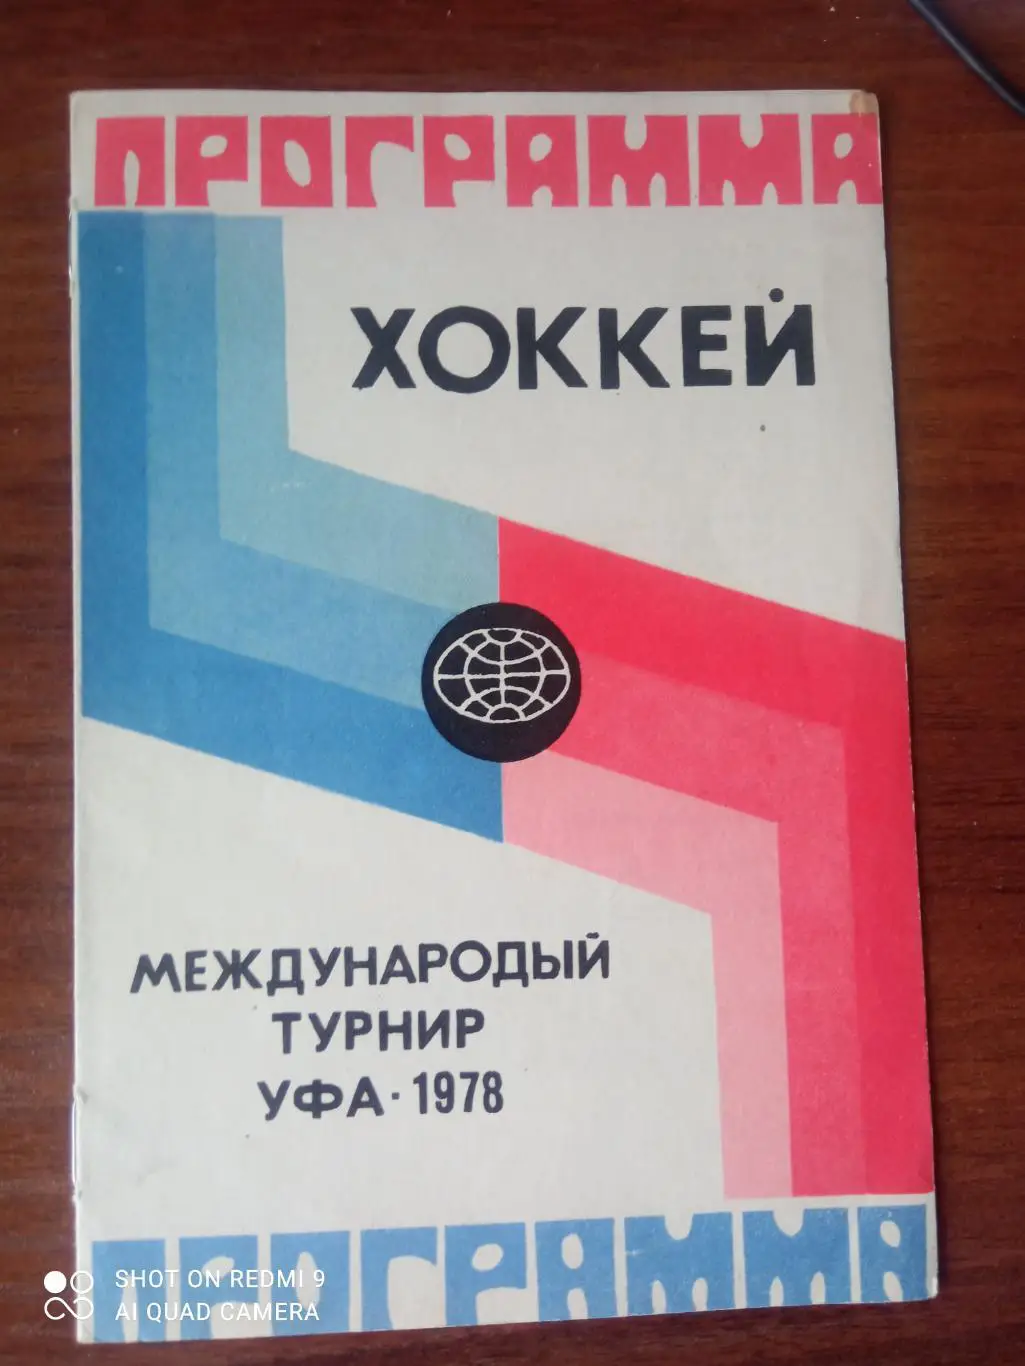 ПРОГРАММА
ХОККЕЙ
МЕЖДУНАРОДЫЙ
ТУРНИР
УФА · 1978
ПРОГРАММА
SHOT ON REDMI 9
AI QUAD CAMERA